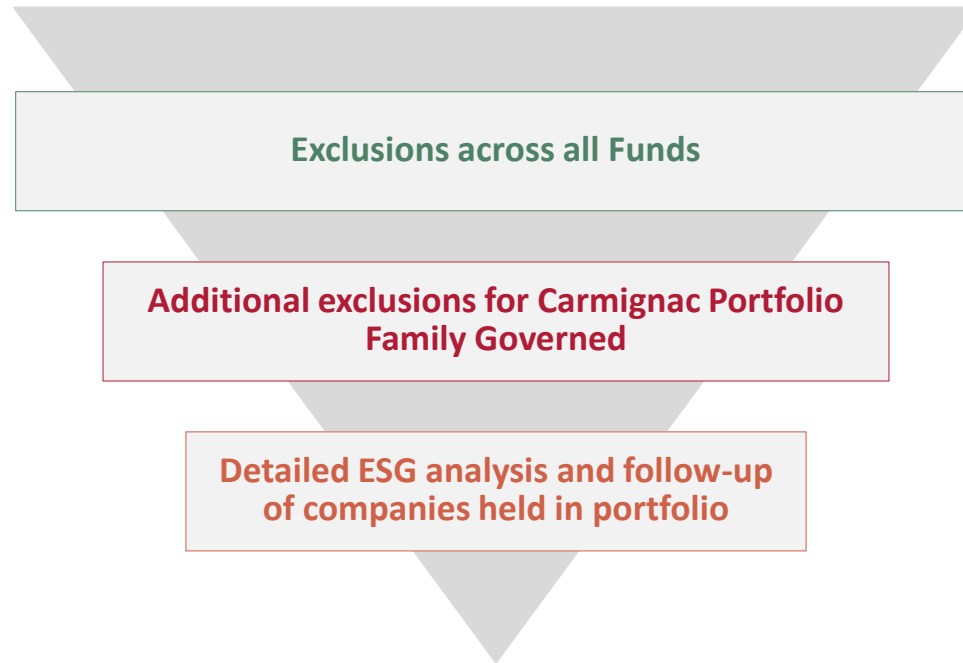 Exclusions across all Funds
Additional exclusions for Carmignac Portfolio
Family Governed
Detailed ESG analysis and follow-up
of companies held in portfolio